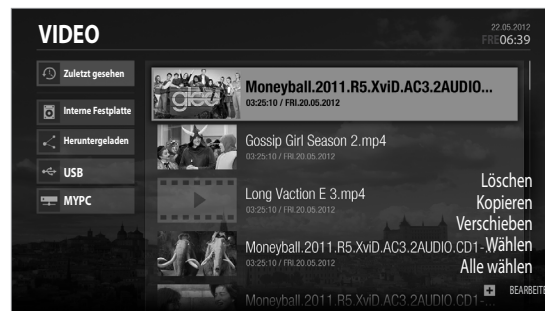 VIDEO
22.05.2012
FRE06:39
Zuletzt gesehen
Interne Festplatte
Heruntergeladen
USB
MYPC
glee
Moneyball.2011.R5.XviD.AC3.2AUDIO...
03:25:10 / FRI.20.05.2012
Gossip Girl Season 2.mp4
03:25:10 / FRI.20.05.2012
Long Vaction E 3.mp4
03:25:10 / FRI.20.05.2012
Moneyball.2011.R5.XviD.AC3.2AUDIO.CD1-...
03:25:10 / FRI.20.05.2012
Moneyball.2011.R5.XviD.AC3.2AUDIO.CD1-...
Löschen
Kopieren
Verschieben
Wählen
Alle wählen
BEARBEITE